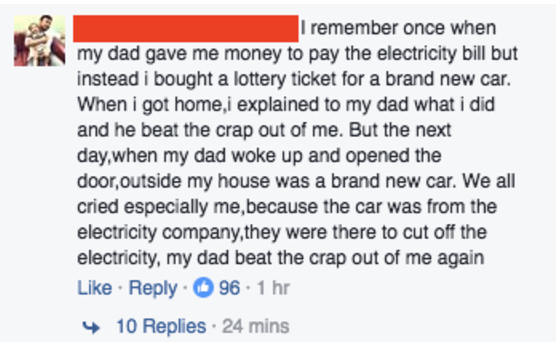 I remember once when
my dad gave me money to pay the electricity bill but
instead i bought a lottery ticket for a brand new car.
When i got home,i explained to my dad what i did
and he beat the crap out of me. But the next
day,when my dad woke up and opened the
door,outside my house was a brand new car. We all
cried especially me,because the car was from the
electricity company,they were there to cut off the
electricity, my dad beat the crap out of me again
Like · Reply · 96 · 1 hr
10 Replies · 24 mins